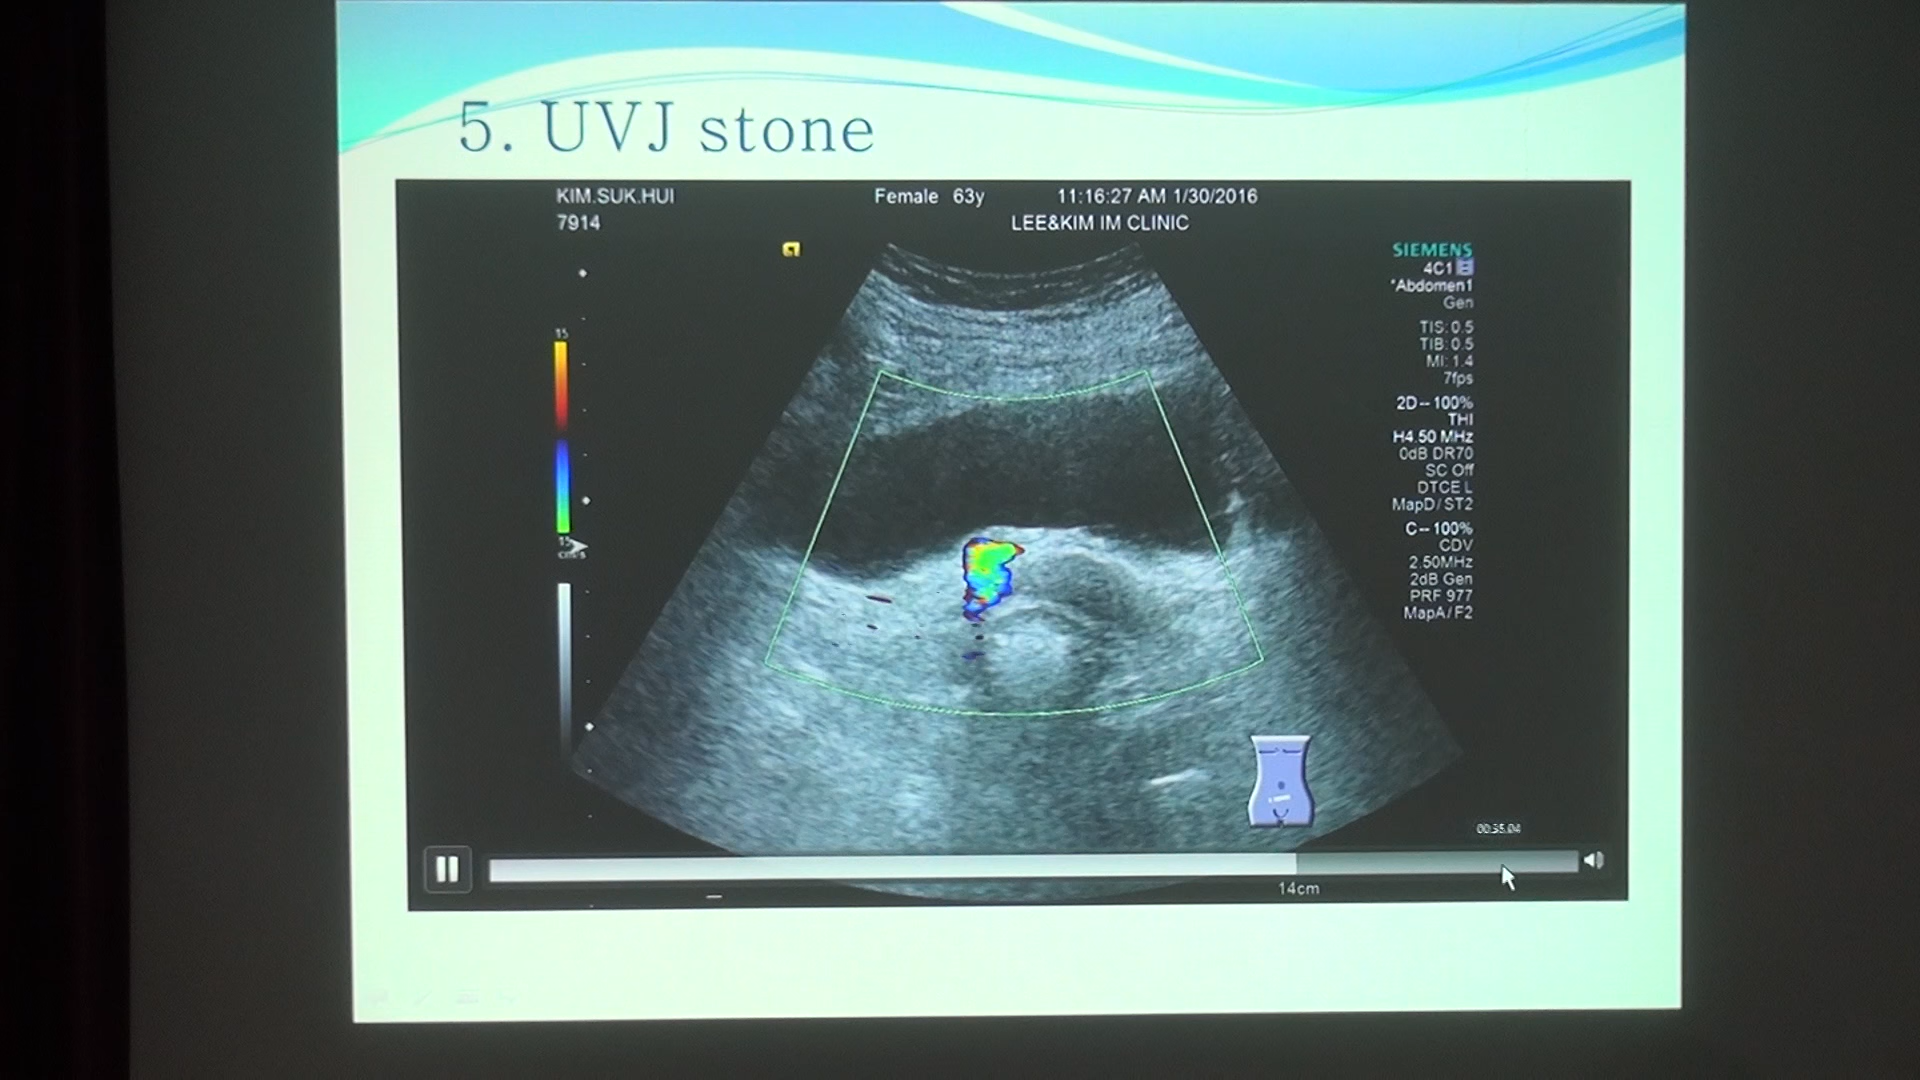 5. UVJ stone
KIM.SUK.HUI Female 63y 11:16:27 AM 1/30/2016
7914 LEE&KIM IM CLINIC
SIEMENS
4C1
*Abdomen1
Gen
TIS: 0.5
TIB: 0.5
MI: 1.4
7fps
2D--100%
THI
H4.50 MHz
0dB DR70
SC Off
DTCE L
MapD/ST2
C--100%
CDV
2.50MHz
2dB Gen
PRF 977
MapA/F2
15
15
cm/s
00:35.04
14cm